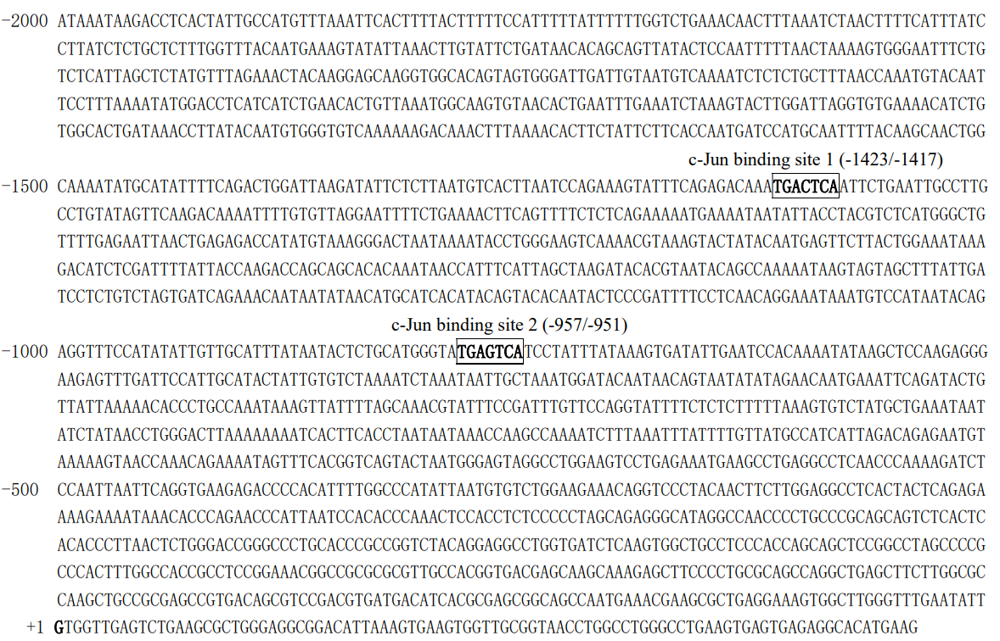 -2000 ATAAATAAGACCTCACTATTGCCATGTTTAAATTCACTTTTACTTTTTCCATTTTTATTTTTTGGTCTGAAACAACTTTAAATCTAACTTTTCATTTATC
CTTATCTCTGCTCTTTGGTTTACAATGAAAGTATATTAAACTTGTATTCTGATAACACAGCAGTTATACTCCAATTTTTAACTAAAAGTGGGAATTTCTG
TCTCATTAGCTCTATGTTTAGAAACTACAAGGAGCAAGGTGGCACAGTAGTGGGATTGATTGTAATGTCAAAATCTCTCTGCTTTAACCAAATGTACAAT
TCCTTTAAAATATGGACCTCATCATCTGAACACTGTTAAATGGCAAGTGTAACACTGAATTTGAAATCTAAAGTACTTGGATTAGGTGTGAAAACATCTG
TGGCACTGATAAACCTTATACAATGTGGGTGTCAAAAAAGACAAACTTTAAAACACTTCTATTCTTCACCAATGATCCATGCAATTTTACAAGCAACTGG
c-Jun binding site 1 (-1423/-1417)
-1500 CAAAATATGCATATTTTCAGACTGGATTAAGATATTCTCTTAATGTCACTTAATCCAGAAAGTATTTCAGAGACAAATGACTCAATTCTGAATTGCCTTG
CCTGTATAGTTCAAGACAAAATTTTGTGTTAGGAATTTTCTGAAAACTTCAGTTTTCTCTCAGAAAAATGAAAATAATATTACCTACGTCTCATGGGCTG
TTTTGAGAATTAACTGAGAGACCATATGTAAAGGGACTAATAAAATACCTGGGAAGTCAAAACGTAAAGTACTATACAATGAGTTCTTACTGGAAATAAA
GACATCTCGATTTTATTACCAAGACCAGCAGCACACAAATAACCATTTCATTAGCTAAGATACACGTAATACAGCCAAAAATAAGTAGTAGCTTTATTGA
TCCTCTGTCTAGTGATCAGAAACAATAATATAACATGCATCACATACAGTACACAATACTCCCGATTTTCCTCAACAGGAAATAAATGTCCATAATACAG
c-Jun binding site 2 (-957/-951)
-1000 AGGTTTCCATATATTGTTGCATTTATAATACTCTGCATGGGTATGAGTCATCCTATTTATAAAGTGATATTGAATCCACAAAATATAAGCTCCAAGAGGG
AAGAGTTTGATTCCATTGCATACTATTGTGTCTAAAATCTAAATAATTGCTAAATGGATACAATAACAGTAATATATAGAACAATGAAATTCAGATACTG
TTATTAAAAACACCCTGCCAAATAAAGTTATTTTAGCAAACGTATTTCCGATTTGTTCCAGGTATTTTCTCTCTTTTTAAAGTGTCTATGCTGAAATAAT
ATCTATAACCTGGGACTTAAAAAAAATCACTTCACCTAATAATAAACCAAGCCAAAATCTTTAAATTTATTTTGTTATGCCATCATTAGACAGAGAATGT
AAAAAGTAACCAAACAGAAAATAGTTTCACGGTCAGTACTAATGGGAGTAGGCCTGGAAGTCCTGAGAAATGAAGCCTGAGGCCTCAACCCAAAAGATCT
-500 CCAATTAATTCAGGTGAAGAGACCCCACATTTTGGCCCATATTAATGTGTCTGGAAGAAACAGGTCCCTACAACTTCTTGGAGGCCTCACTACTCAGAGA
AAAGAAAATAAACACCCAGAACCCATTAATCCACACCCAAACTCCACCTCTCCCCCTAGCAGAGGGCATAGGCCAACCCCTGCCCGCAGCAGTCTCACTC
ACACCCTTAACTCTGGGACCGGGCCCTGCACCCGCCGGTCTACAGGAGGCCTGGTGATCTCAAGTGGCTGCCTCCCACCAGCAGCTCCGGCCTAGCCCCG
CCCACTTTGGCCACCGCCTCCGGAAACGGCCGCGCGCGTTGCCACGGTGACGAGCAAGCAAAGAGCTTCCCCTGCGCAGCCAGGCTGAGCTTCTTGGCGC
CAAGCTGCCGCGAGCCGTGACAGCGTCCGACGTGATGACATCACGCGAGCGGCAGCCAATGAAACGAAGCGCTGAGGAAAGTGGCTTGGGTTTGAATATT
+1 GTGGTTGAGTCTGAAGCGCTGGGAGGCGGACATTAAAGTGAAGTGGTTGCGGTAACCTGGCCTGGGCCTGAAGTGAGTGAGAGGCACATGAAG